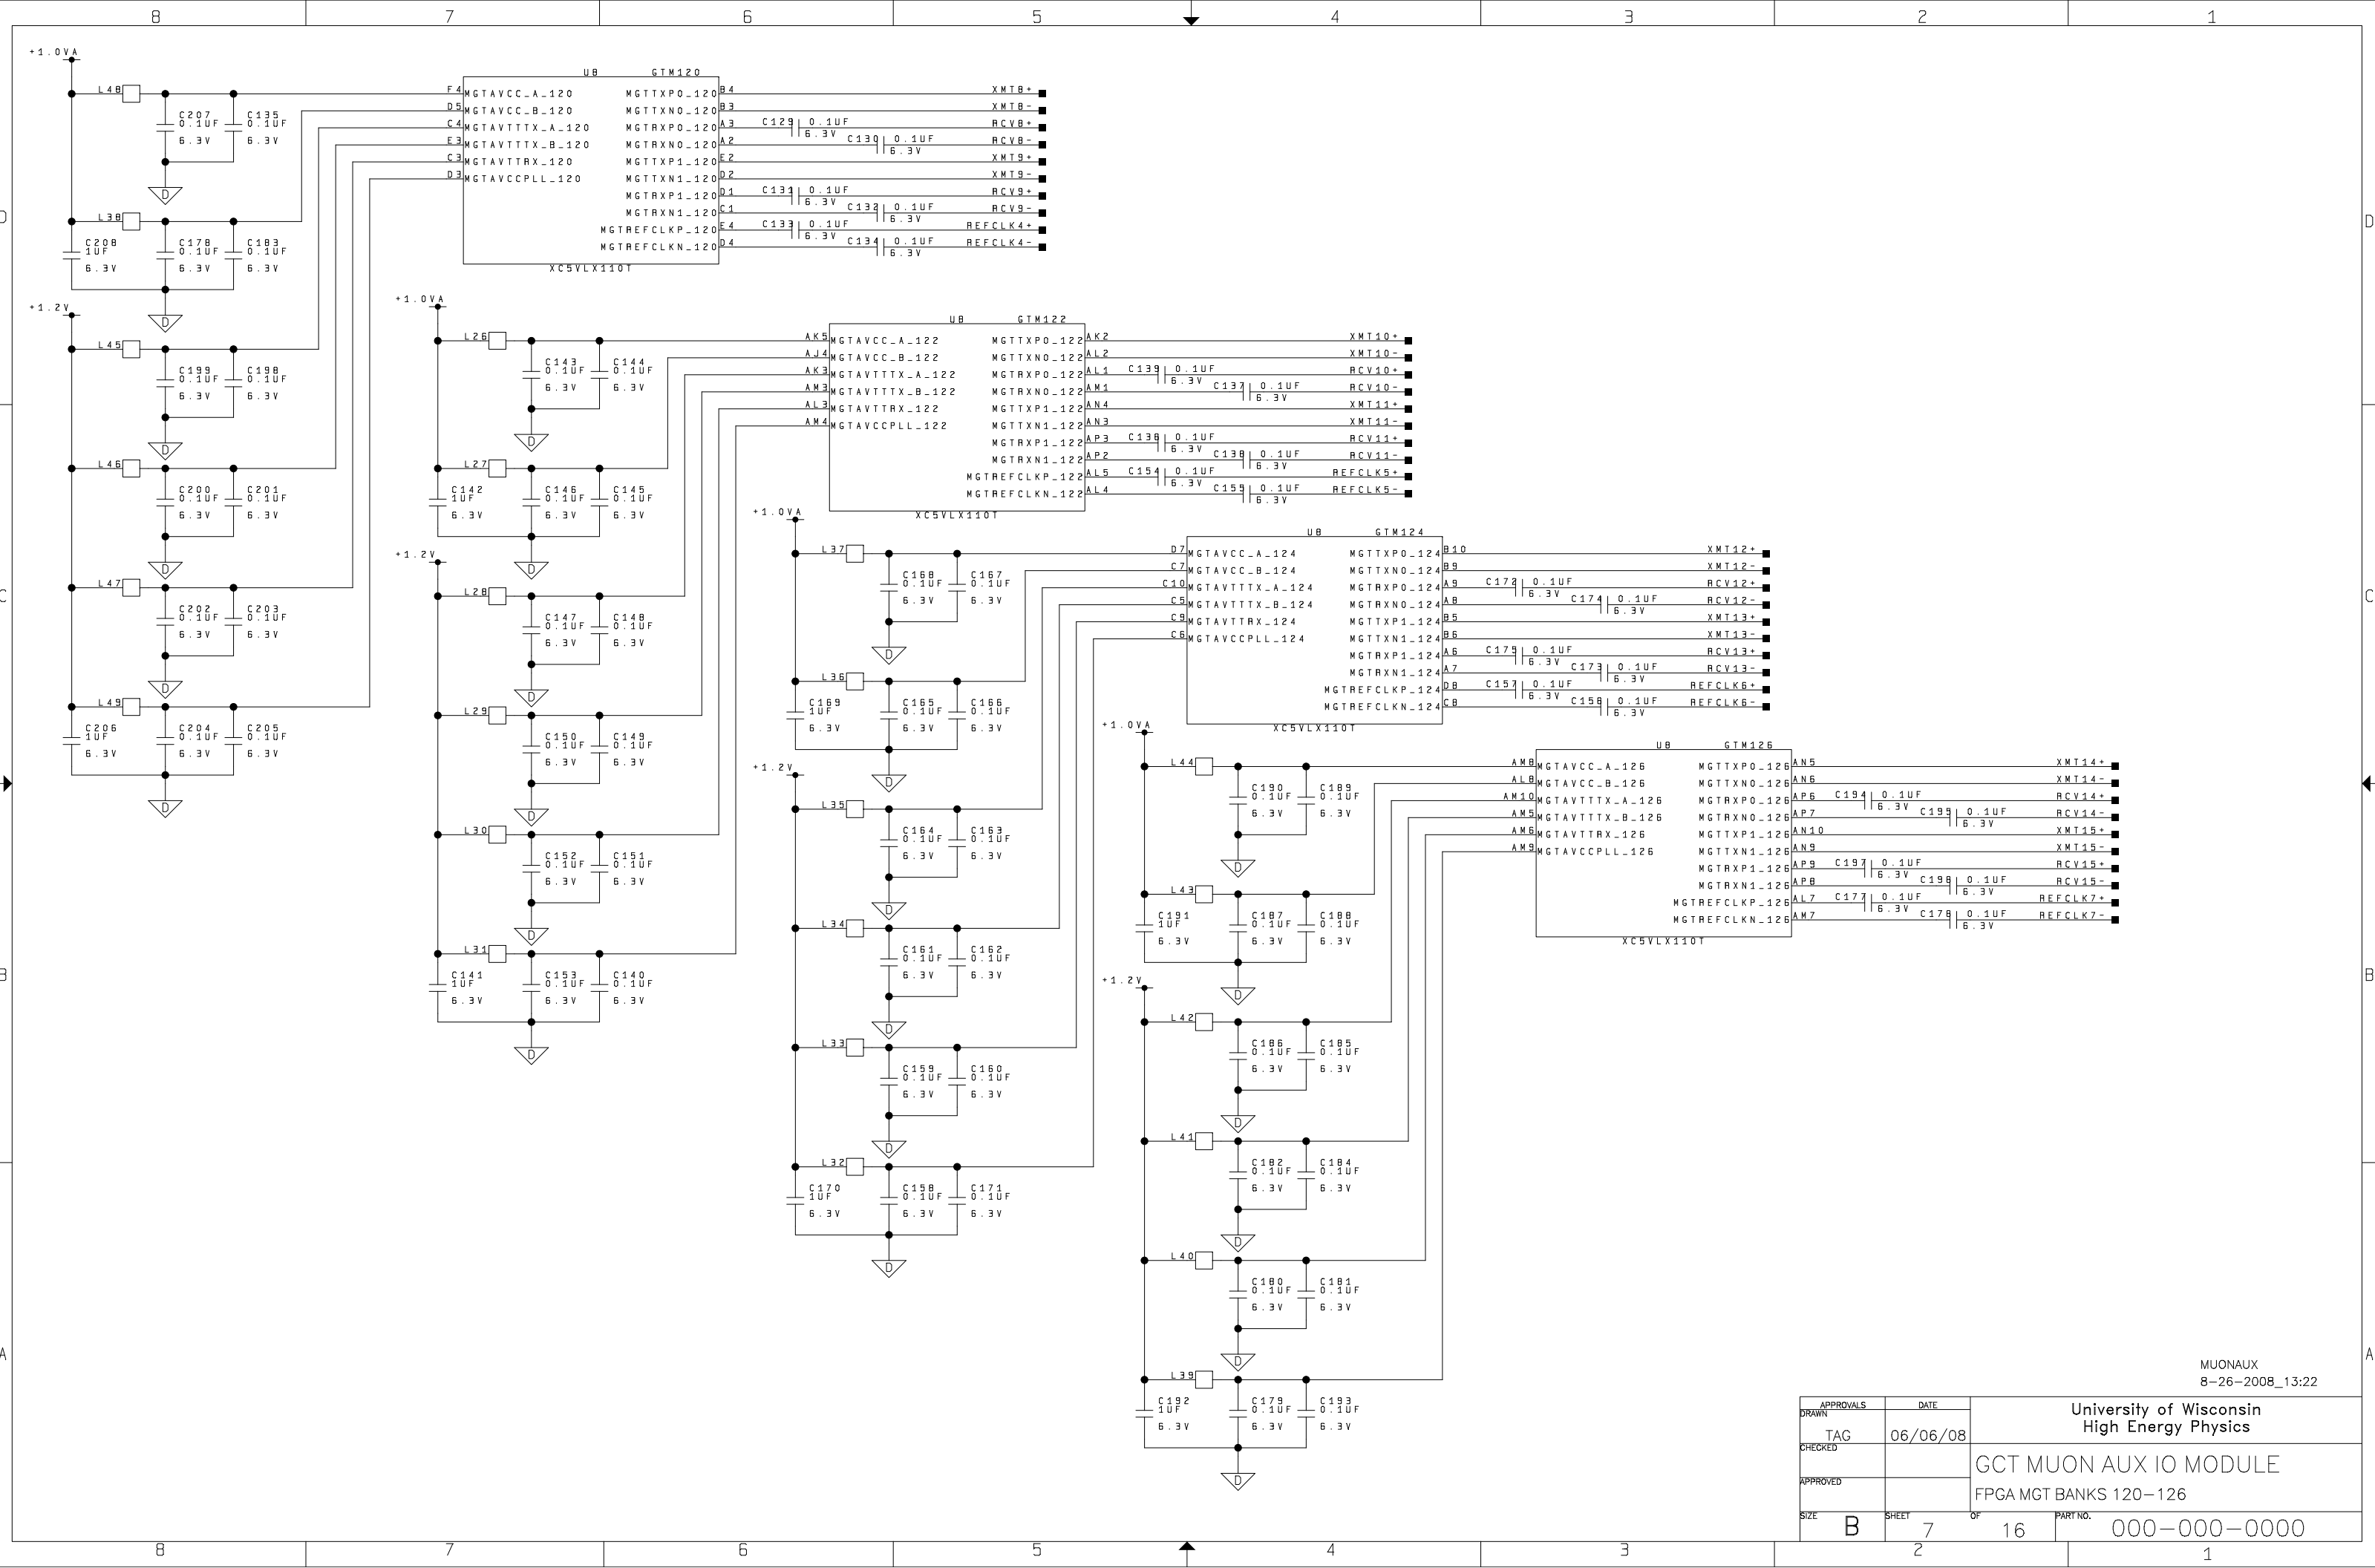 8 7 6 5 4 3 2 1
+1.0VA
L48
C207 0.1UF 6.3V
C135 0.1UF 6.3V
D
L38
C208 1UF 6.3V
C178 0.1UF 6.3V
C183 0.1UF 6.3V
D
+1.2V
L45
C199 0.1UF 6.3V
C198 0.1UF 6.3V
D
L46
C200 0.1UF 6.3V
C201 0.1UF 6.3V
D
L47
C202 0.1UF 6.3V
C203 0.1UF 6.3V
D
L49
C206 1UF 6.3V
C204 0.1UF 6.3V
C205 0.1UF 6.3V
D
U8 GTM120
F4 MGTAVCC_A_120
D5 MGTAVCC_B_120
C4 MGTAVTTTX_A_120
E3 MGTAVTTTX_B_120
C3 MGTAVTTRX_120
D3 MGTAVCCPLL_120
MGTTXP0_120 B4 XMT8+
MGTTXN0_120 B3 XMT8-
MGTRXP0_120 A3 C129 0.1UF 6.3V RCV8+
MGTRXN0_120 A2 C130 0.1UF 6.3V RCV8-
MGTTXP1_120 E2 XMT9+
MGTTXN1_120 D2 XMT9-
MGTRXP1_120 D1 C131 0.1UF 6.3V RCV9+
MGTRXN1_120 C1 C132 0.1UF 6.3V RCV9-
MGTREFCLKP_120 E4 C133 0.1UF 6.3V REFCLK4+
MGTREFCLKN_120 D4 C134 0.1UF 6.3V REFCLK4-
XC5VLX110T
+1.0VA
L26
C143 0.1UF 6.3V
C144 0.1UF 6.3V
D
L27
C142 1UF 6.3V
C146 0.1UF 6.3V
C145 0.1UF 6.3V
D
+1.2V
L28
C147 0.1UF 6.3V
C148 0.1UF 6.3V
D
L29
C150 0.1UF 6.3V
C149 0.1UF 6.3V
D
L30
C152 0.1UF 6.3V
C151 0.1UF 6.3V
D
L31
C141 1UF 6.3V
C153 0.1UF 6.3V
C140 0.1UF 6.3V
D
U8 GTM122
AK5 MGTAVCC_A_122
AJ4 MGTAVCC_B_122
AK3 MGTAVTTTX_A_122
AM3 MGTAVTTTX_B_122
AL3 MGTAVTTRX_122
AM4 MGTAVCCPLL_122
MGTTXP0_122 AK2 XMT10+
MGTTXN0_122 AL2 XMT10-
MGTRXP0_122 AL1 C139 0.1UF 6.3V RCV10+
MGTRXN0_122 AM1 C137 0.1UF 6.3V RCV10-
MGTTXP1_122 AN4 XMT11+
MGTTXN1_122 AN3 XMT11-
MGTRXP1_122 AP3 C136 0.1UF 6.3V RCV11+
MGTRXN1_122 AP2 C138 0.1UF 6.3V RCV11-
MGTREFCLKP_122 AL5 C154 0.1UF 6.3V REFCLK5+
MGTREFCLKN_122 AL4 C155 0.1UF 6.3V REFCLK5-
XC5VLX110T
+1.0VA
L37
C168 0.1UF 6.3V
C167 0.1UF 6.3V
D
L36
C169 1UF 6.3V
C165 0.1UF 6.3V
C166 0.1UF 6.3V
D
+1.2V
L35
C164 0.1UF 6.3V
C163 0.1UF 6.3V
D
L34
C161 0.1UF 6.3V
C162 0.1UF 6.3V
D
L33
C159 0.1UF 6.3V
C160 0.1UF 6.3V
D
L32
C170 1UF 6.3V
C158 0.1UF 6.3V
C171 0.1UF 6.3V
D
U8 GTM124
D7 MGTAVCC_A_124
C7 MGTAVCC_B_124
C10 MGTAVTTTX_A_124
C5 MGTAVTTTX_B_124
C9 MGTAVTTRX_124
C6 MGTAVCCPLL_124
MGTTXP0_124 B10 XMT12+
MGTTXN0_124 B9 XMT12-
MGTRXP0_124 A9 C172 0.1UF 6.3V RCV12+
MGTRXN0_124 A8 C174 0.1UF 6.3V RCV12-
MGTTXP1_124 B5 XMT13+
MGTTXN1_124 B6 XMT13-
MGTRXP1_124 A6 C175 0.1UF 6.3V RCV13+
MGTRXN1_124 A7 C173 0.1UF 6.3V RCV13-
MGTREFCLKP_124 D8 C157 0.1UF 6.3V REFCLK6+
MGTREFCLKN_124 C8 C156 0.1UF 6.3V REFCLK6-
XC5VLX110T
+1.0VA
L44
C190 0.1UF 6.3V
C189 0.1UF 6.3V
D
L43
C191 1UF 6.3V
C187 0.1UF 6.3V
C188 0.1UF 6.3V
D
+1.2V
L42
C186 0.1UF 6.3V
C185 0.1UF 6.3V
D
L41
C182 0.1UF 6.3V
C184 0.1UF 6.3V
D
L40
C180 0.1UF 6.3V
C181 0.1UF 6.3V
D
L39
C192 1UF 6.3V
C179 0.1UF 6.3V
C193 0.1UF 6.3V
D
U8 GTM126
AM8 MGTAVCC_A_126
AL8 MGTAVCC_B_126
AM10 MGTAVTTTX_A_126
AM5 MGTAVTTTX_B_126
AM6 MGTAVTTRX_126
AM9 MGTAVCCPLL_126
MGTTXP0_126 AN5 XMT14+
MGTTXN0_126 AN6 XMT14-
MGTRXP0_126 AP6 C194 0.1UF 6.3V RCV14+
MGTRXN0_126 AP7 C195 0.1UF 6.3V RCV14-
MGTTXP1_126 AN10 XMT15+
MGTTXN1_126 AN9 XMT15-
MGTRXP1_126 AP9 C197 0.1UF 6.3V RCV15+
MGTRXN1_126 AP8 C196 0.1UF 6.3V RCV15-
MGTREFCLKP_126 AL7 C177 0.1UF 6.3V REFCLK7+
MGTREFCLKN_126 AM7 C176 0.1UF 6.3V REFCLK7-
XC5VLX110T
D D
C C
B B
A A
MUONAUX
8-26-2008_13:22
APPROVALS DATE
DRAWN
TAG 06/06/08
CHECKED
APPROVED
University of Wisconsin
High Energy Physics
GCT MUON AUX IO MODULE
FPGA MGT BANKS 120-126
SIZE B SHEET 7 OF 16 PART NO. 000-000-0000
8 7 6 5 4 3 2 1